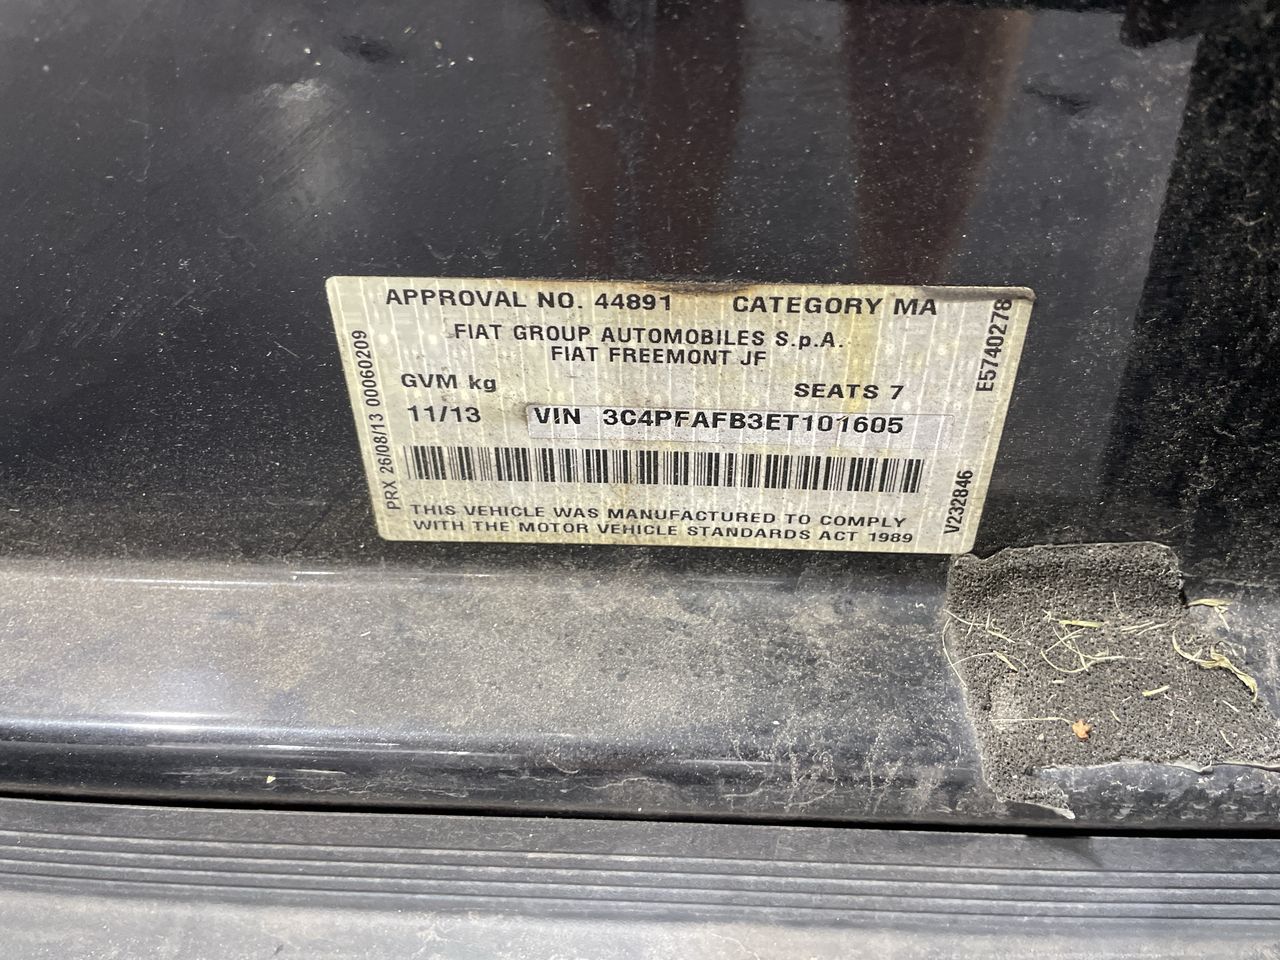 APPROVAL NO. 44891 CATEGORY MA
FIAT GROUP AUTOMOBILES S.p.A.
FIAT FREEMONT JF
GVM kg SEATS 7
11/13 VIN 3C4PFAFB3ET101605
THIS VEHICLE WAS MANUFACTURED TO COMPLY
WITH THE MOTOR VEHICLE STANDARDS ACT 1989
PRX 26/08/13 00060209
E5740278
V232846